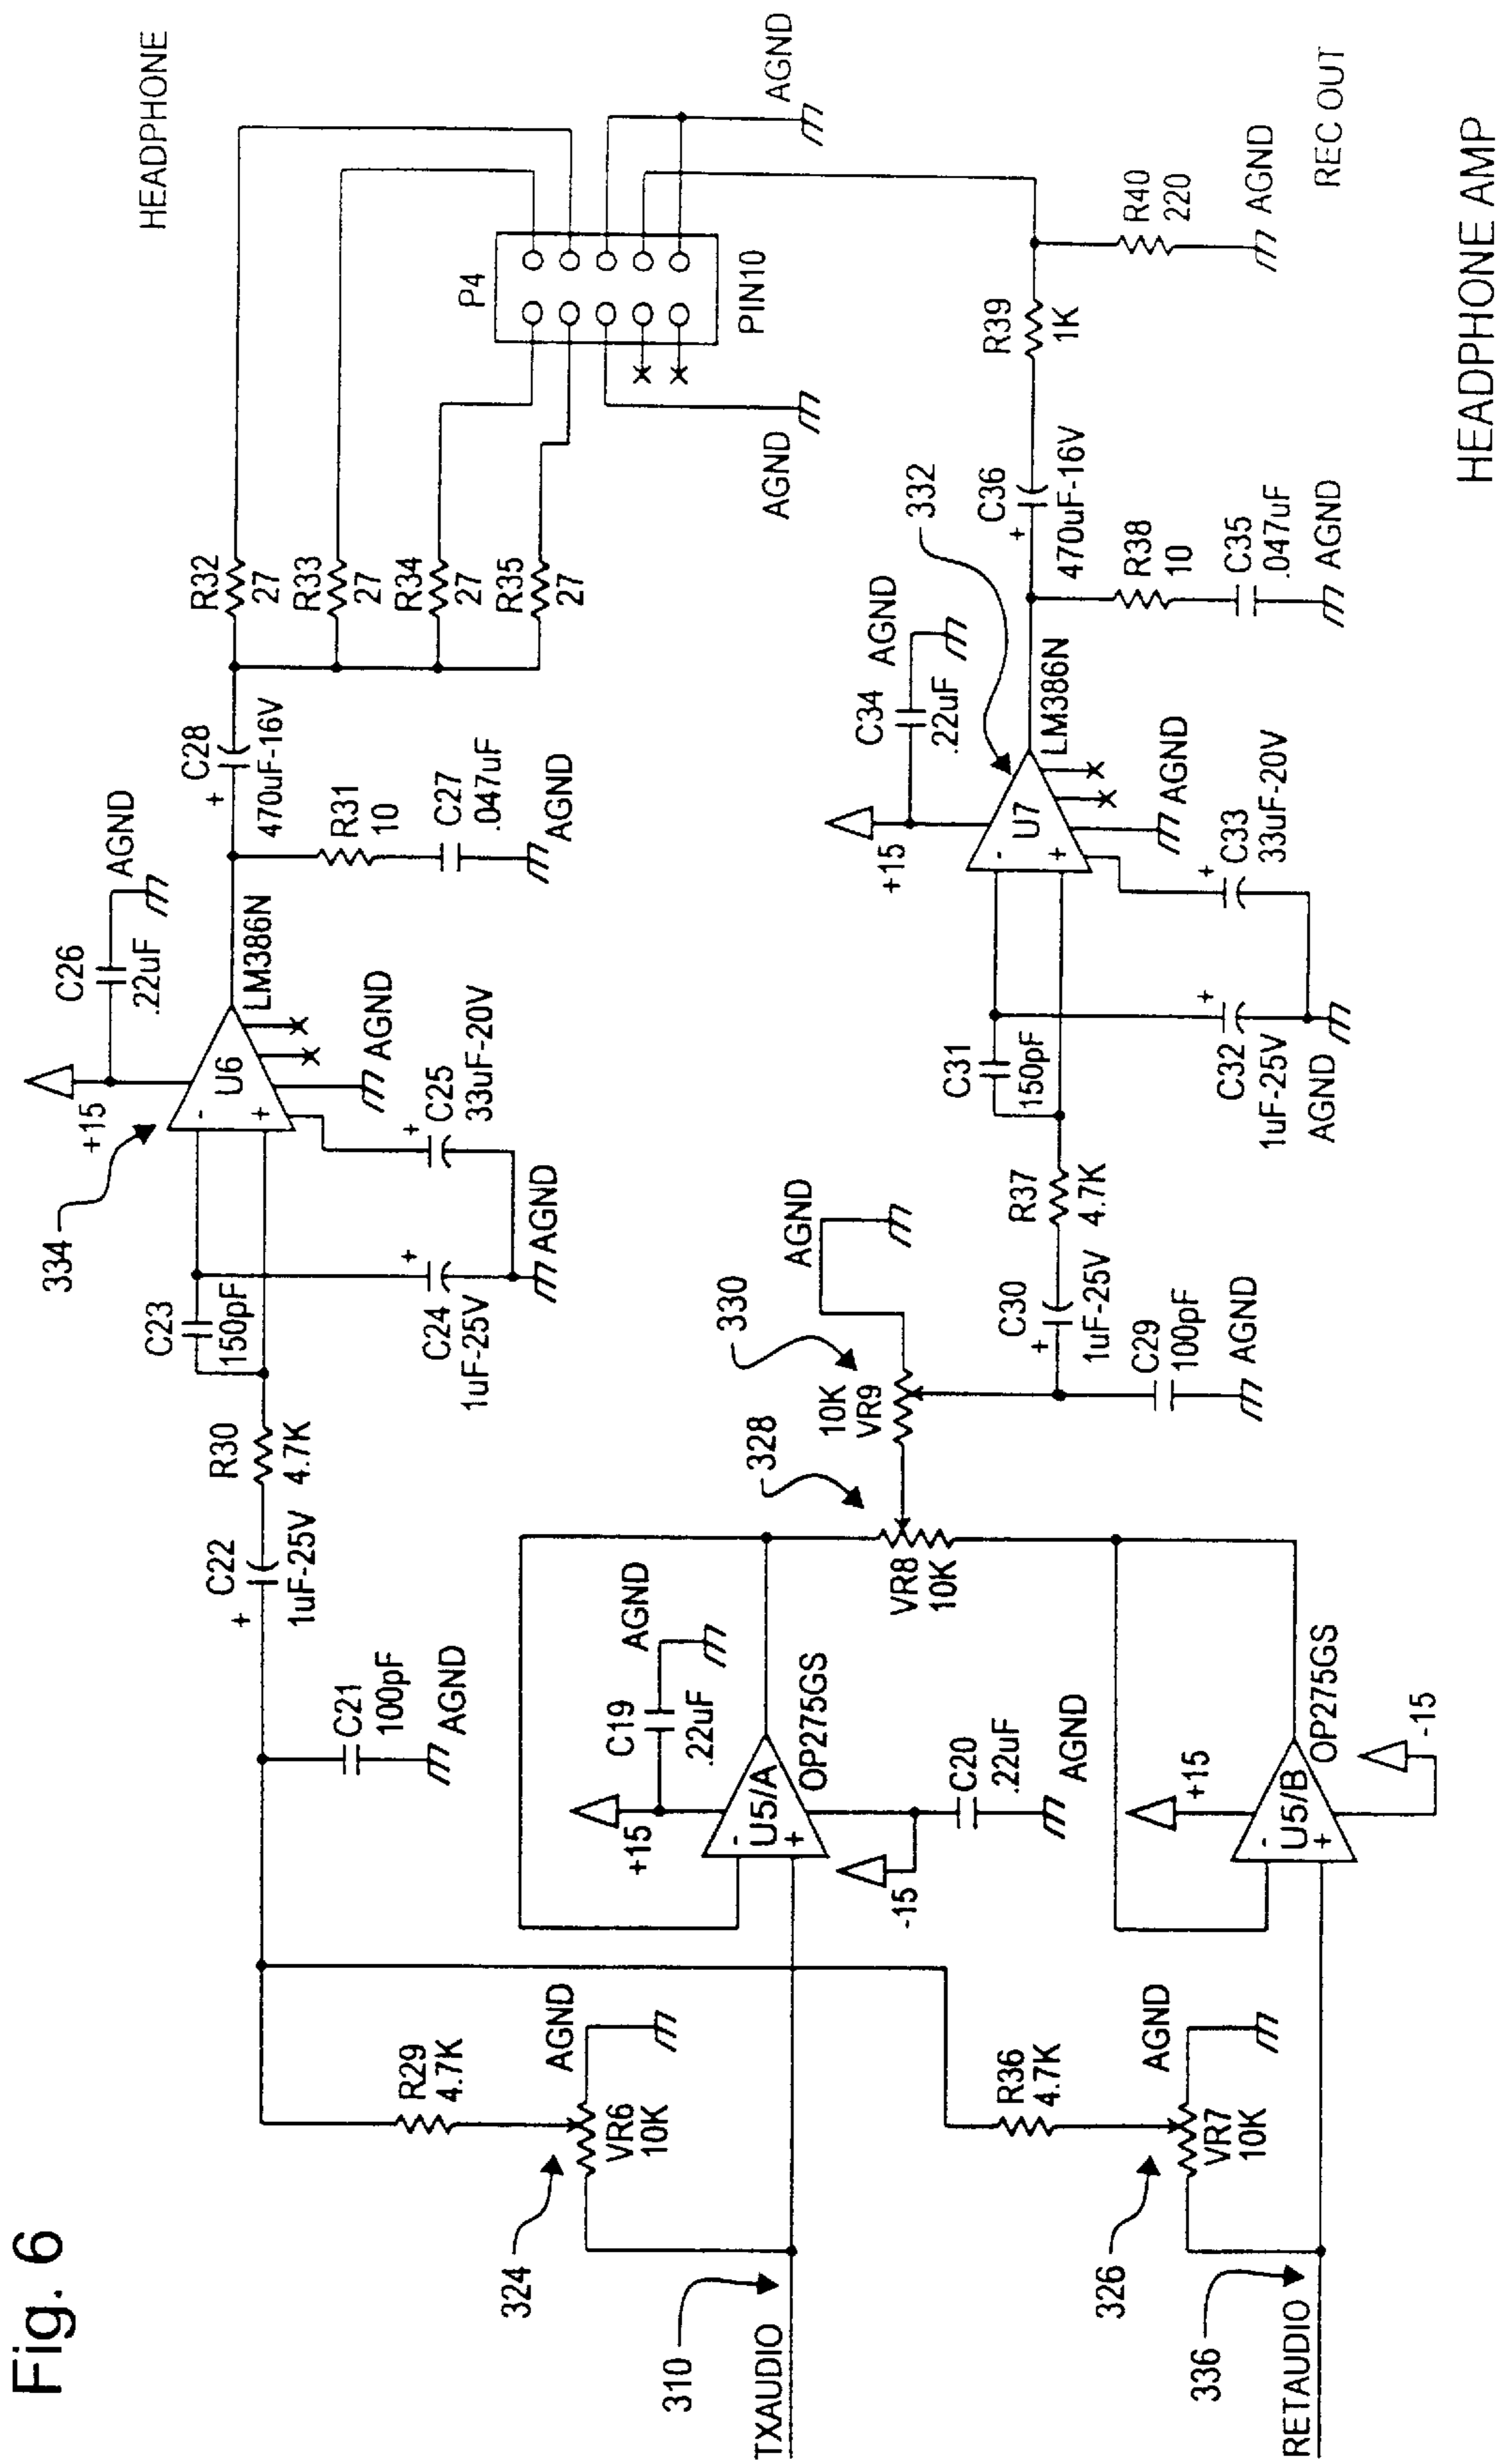 Fig. 6
HEADPHONE
+15
C26
.22uF
AGND
334
U6
-
+
LM386N
AGND
C23
150pF
C24
1uF-25V
+
C25
33uF-20V
+
AGND
C28
470uF-16V
+
R31
10
C27
.047uF
AGND
R32
27
R33
27
R34
27
R35
27
P4
PIN10
AGND
AGND
C22
1uF-25V
+
R30
4.7K
C21
100pF
AGND
R29
4.7K
324
VR6
10K
AGND
310
TXAUDIO
+15
C19
.22uF
AGND
U5/A
-
+
OP275GS
-15
C20
.22uF
AGND
328
VR8
10K
330
10K
VR9
AGND
R36
4.7K
326
VR7
10K
AGND
336
RETAUDIO
+15
U5/B
-
+
OP275GS
-15
C29
100pF
AGND
C30
1uF-25V
+
R37
4.7K
C31
150pF
C32
1uF-25V
+
AGND
C33
33uF-20V
+
+15
C34
.22uF
AGND
332
U7
-
+
LM386N
AGND
C36
470uF-16V
+
R38
10
C35
.047uF
AGND
R39
1K
R40
220
AGND
REC OUT
HEADPHONE AMP